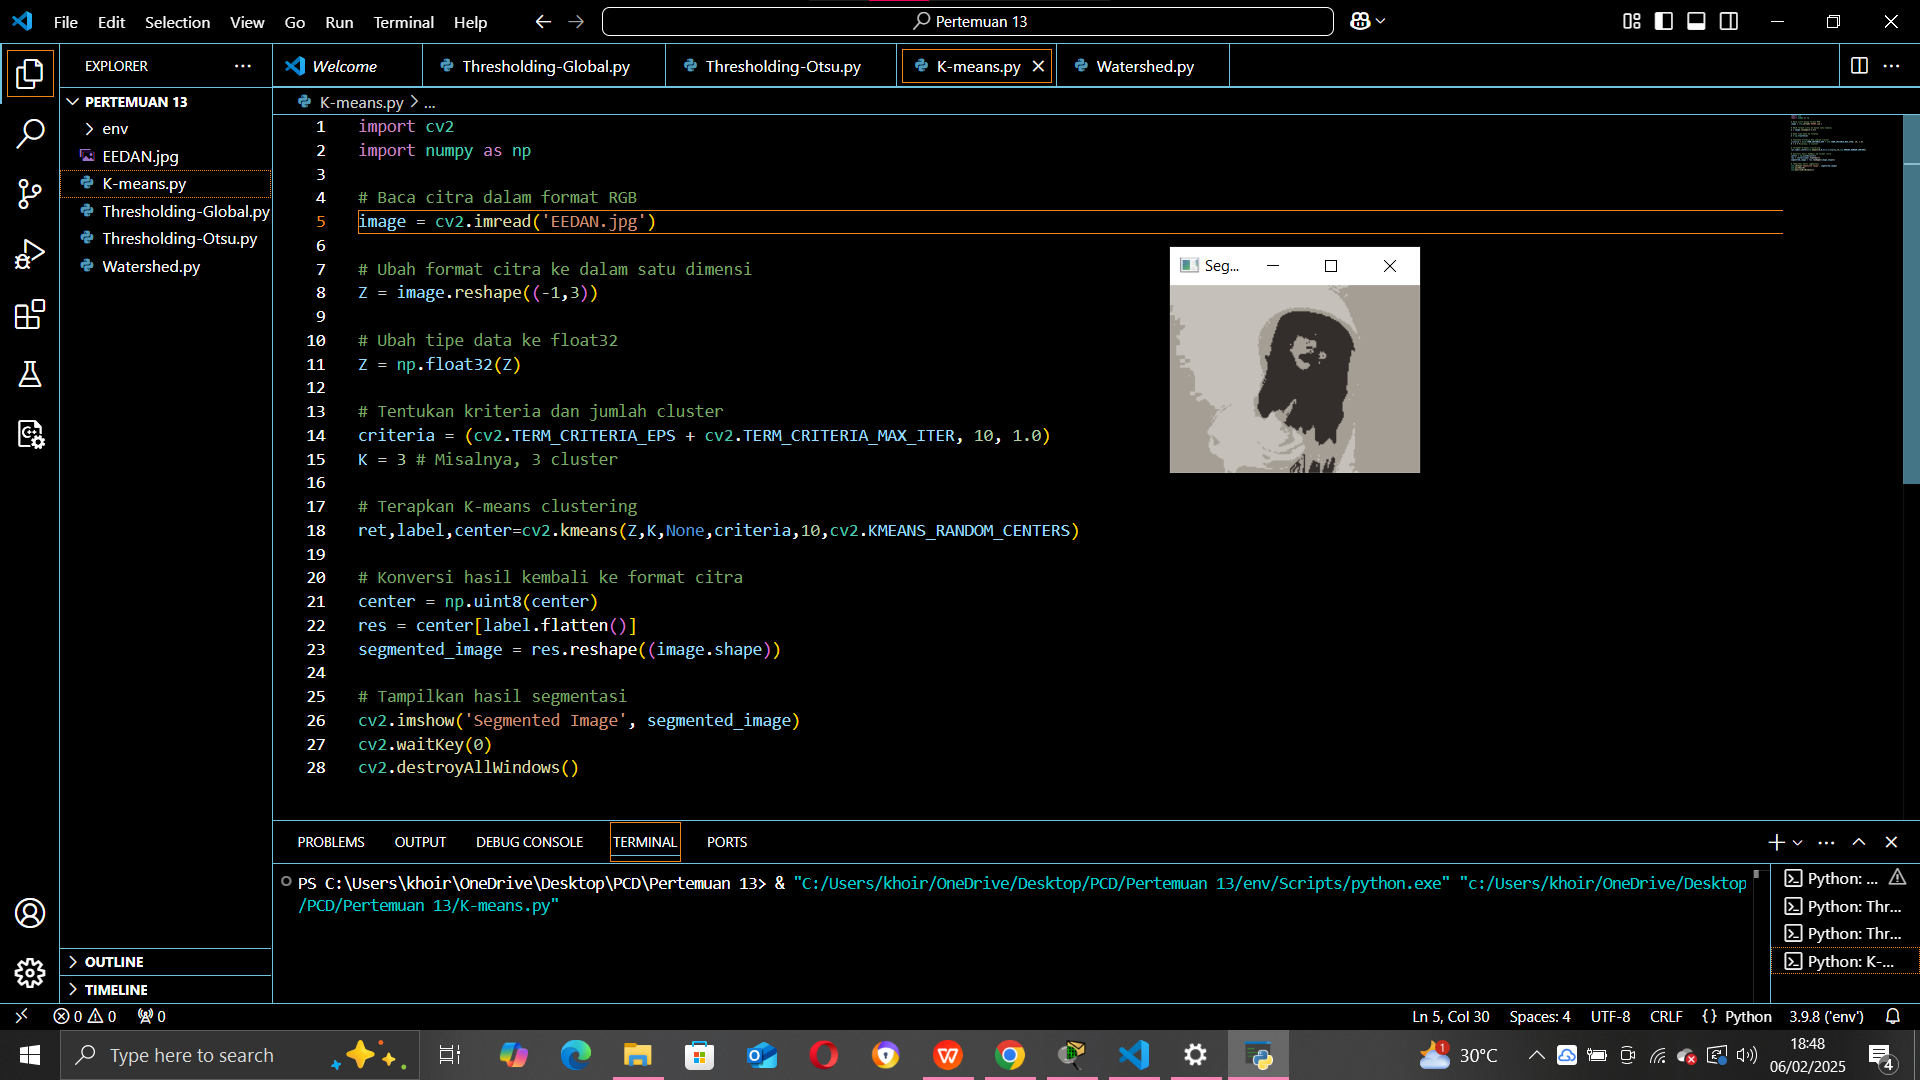 File Edit Selection View Go Run Terminal Help
Pertemuan 13
EXPLORER
Welcome
Thresholding-Global.py
Thresholding-Otsu.py
K-means.py
Watershed.py
PERTEMUAN 13
env
EEDAN.jpg
K-means.py
Thresholding-Global.py
Thresholding-Otsu.py
Watershed.py
OUTLINE
TIMELINE
K-means.py > ...
1 import cv2
2 import numpy as np
3
4 # Baca citra dalam format RGB
5 image = cv2.imread('EEDAN.jpg')
6
7 # Ubah format citra ke dalam satu dimensi
8 Z = image.reshape((-1,3))
9
10 # Ubah tipe data ke float32
11 Z = np.float32(Z)
12
13 # Tentukan kriteria dan jumlah cluster
14 criteria = (cv2.TERM_CRITERIA_EPS + cv2.TERM_CRITERIA_MAX_ITER, 10, 1.0)
15 K = 3 # Misalnya, 3 cluster
16
17 # Terapkan K-means clustering
18 ret,label,center=cv2.kmeans(Z,K,None,criteria,10,cv2.KMEANS_RANDOM_CENTERS)
19
20 # Konversi hasil kembali ke format citra
21 center = np.uint8(center)
22 res = center[label.flatten()]
23 segmented_image = res.reshape((image.shape))
24
25 # Tampilkan hasil segmentasi
26 cv2.imshow('Segmented Image', segmented_image)
27 cv2.waitKey(0)
28 cv2.destroyAllWindows()
Seg...
PROBLEMS OUTPUT DEBUG CONSOLE TERMINAL PORTS
PS C:\Users\khoir\OneDrive\Desktop\PCD\Pertemuan 13> & "C:/Users/khoir/OneDrive/Desktop/PCD/Pertemuan 13/env/Scripts/python.exe" "c:/Users/khoir/OneDrive/Desktop
/PCD/Pertemuan 13/K-means.py"
Python: ...
Python: Thr...
Python: Thr...
Python: K-...
0 0 0
Ln 5, Col 30 Spaces: 4 UTF-8 CRLF {} Python 3.9.8 ('env')
Type here to search
1
30°C
18:48
06/02/2025
4